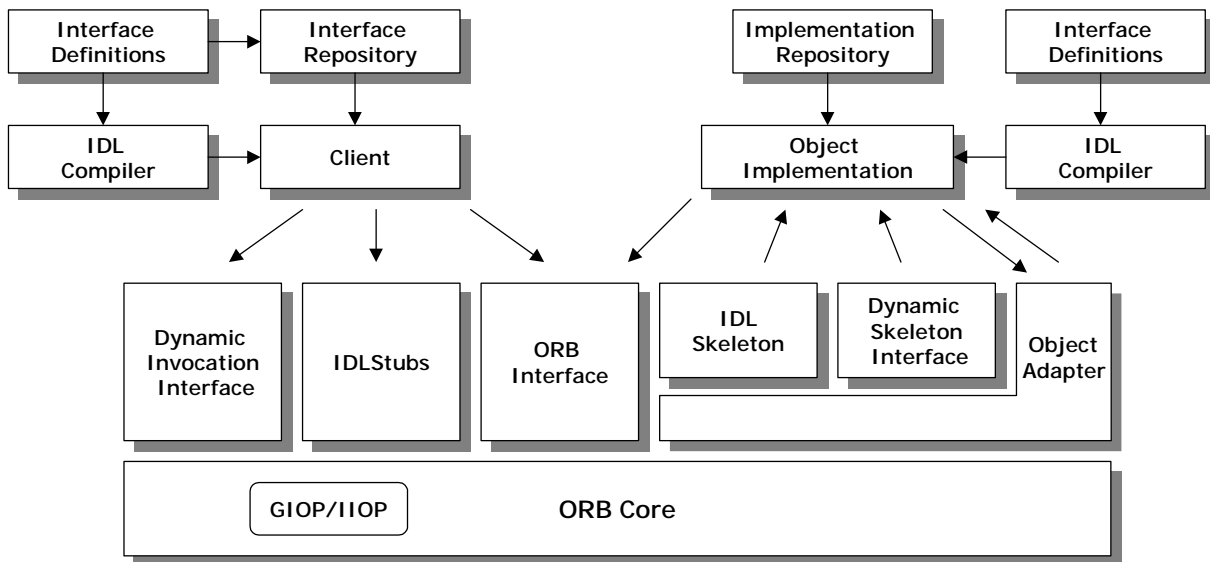 Interface
Definitions
Interface
Repository
Implementation
Repository
Interface
Definitions
IDL
Compiler
Client
Object
Implementation
IDL
Compiler
Dynamic
Invocation
Interface
IDLStubs
ORB
Interface
IDL
Skeleton
Dynamic
Skeleton
Interface
Object
Adapter
GIOP/IIOP
ORB Core